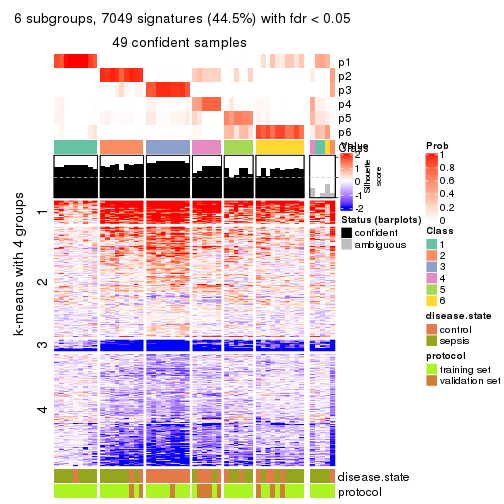 6 subgroups, 7049 signatures (44.5%) with fdr < 0.05
49 confident samples
p1
p2
p3
p4
p5
p6
Class
Value
2
1
0
-1
-2
Silhouette
score
Status (barplots)
confident
ambiguous
Prob
1
0.8
0.6
0.4
0.2
0
Class
1
2
3
4
5
6
disease.state
control
sepsis
protocol
training set
validation set
k-means with 4 groups
1
2
3
4
disease.state
protocol